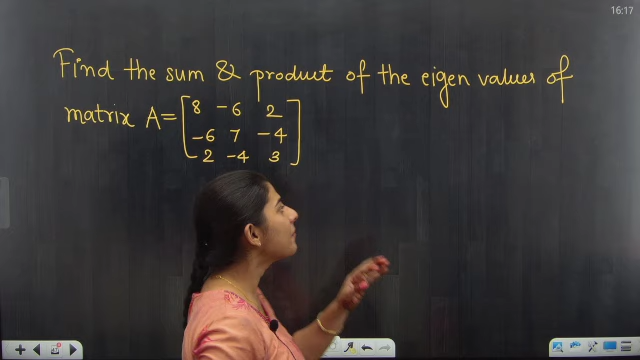 16:17
Find the sum & product of the eigen values of
matrix A = [8 -6 2
-6 7 -4
2 -4 3]